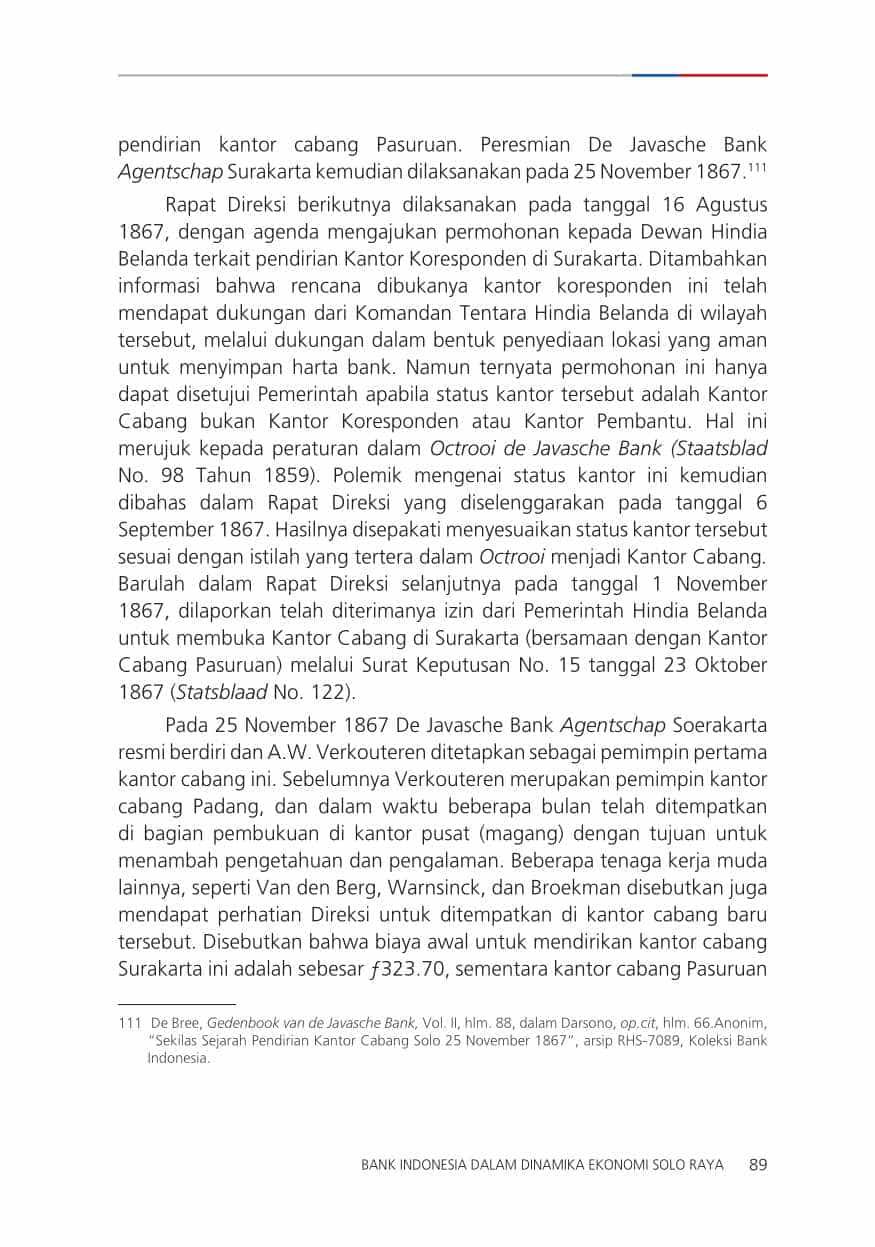 pendirian kantor cabang Pasuruan. Peresmian De Javasche Bank
Agentschap Surakarta kemudian dilaksanakan pada 25 November 1867.111
Rapat Direksi berikutnya dilaksanakan pada tanggal 16 Agustus
1867, dengan agenda mengajukan permohonan kepada Dewan Hindia
Belanda terkait pendirian Kantor Koresponden di Surakarta. Ditambahkan
informasi bahwa rencana dibukanya kantor koresponden ini telah
mendapat dukungan dari Komandan Tentara Hindia Belanda di wilayah
tersebut, melalui dukungan dalam bentuk penyediaan lokasi yang aman
untuk menyimpan harta bank. Namun ternyata permohonan ini hanya
dapat disetujui Pemerintah apabila status kantor tersebut adalah Kantor
Cabang bukan Kantor Koresponden atau Kantor Pembantu. Hal ini
merujuk kepada peraturan dalam Octrooi de Javasche Bank (Staatsblad
No. 98 Tahun 1859). Polemik mengenai status kantor ini kemudian
dibahas dalam Rapat Direksi yang diselenggarakan pada tanggal 6
September 1867. Hasilnya disepakati menyesuaikan status kantor tersebut
sesuai dengan istilah yang tertera dalam Octrooi menjadi Kantor Cabang.
Barulah dalam Rapat Direksi selanjutnya pada tanggal 1 November
1867, dilaporkan telah diterimanya izin dari Pemerintah Hindia Belanda
untuk membuka Kantor Cabang di Surakarta (bersamaan dengan Kantor
Cabang Pasuruan) melalui Surat Keputusan No. 15 tanggal 23 Oktober
1867 (Statsblaad No. 122).
Pada 25 November 1867 De Javasche Bank Agentschap Soerakarta
resmi berdiri dan A.W. Verkouteren ditetapkan sebagai pemimpin pertama
kantor cabang ini. Sebelumnya Verkouteren merupakan pemimpin kantor
cabang Padang, dan dalam waktu beberapa bulan telah ditempatkan
di bagian pembukuan di kantor pusat (magang) dengan tujuan untuk
menambah pengetahuan dan pengalaman. Beberapa tenaga kerja muda
lainnya, seperti Van den Berg, Warnsinck, dan Broekman disebutkan juga
mendapat perhatian Direksi untuk ditempatkan di kantor cabang baru
tersebut. Disebutkan bahwa biaya awal untuk mendirikan kantor cabang
Surakarta ini adalah sebesar ƒ323.70, sementara kantor cabang Pasuruan
111 De Bree, Gedenbook van de Javasche Bank, Vol. II, hlm. 88, dalam Darsono, op.cit, hlm. 66.Anonim,
“Sekilas Sejarah Pendirian Kantor Cabang Solo 25 November 1867”, arsip RHS-7089, Koleksi Bank
Indonesia.
BANK INDONESIA DALAM DINAMIKA EKONOMI SOLO RAYA 89